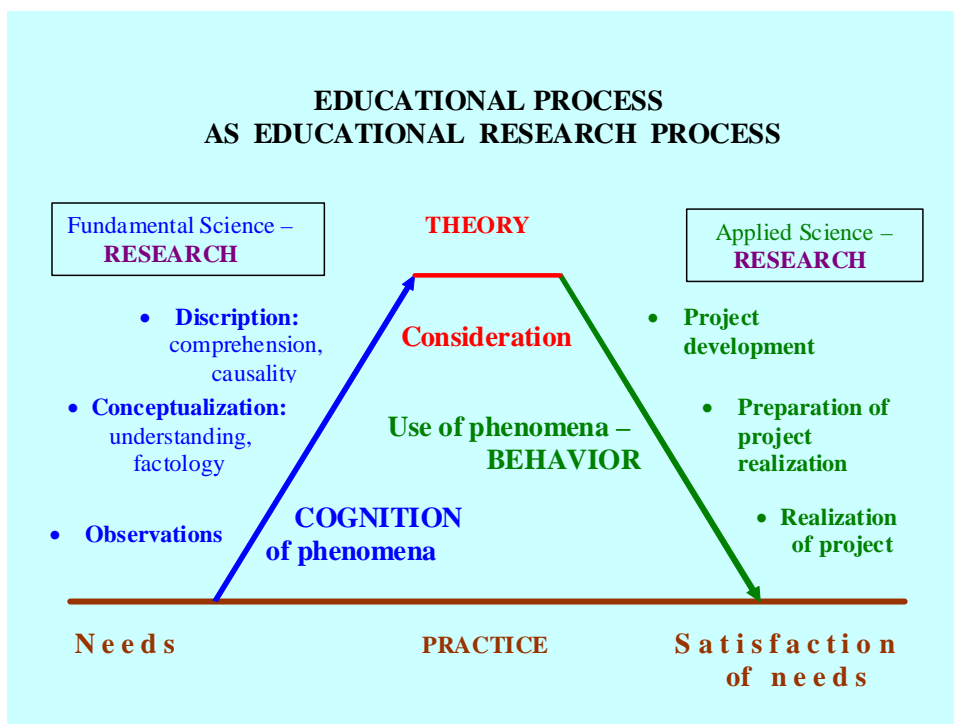 EDUCATIONAL PROCESS
AS EDUCATIONAL RESEARCH PROCESS
Fundamental Science –
RESEARCH
THEORY
Applied Science –
RESEARCH
• Discription:
comprehension,
causality
• Conceptualization:
understanding,
factology
• Observations
Consideration
Use of phenomena –
BEHAVIOR
COGNITION
of phenomena
• Project
development
• Preparation of
project
realization
• Realization
of project
Needs
PRACTICE
Satisfaction
of needs